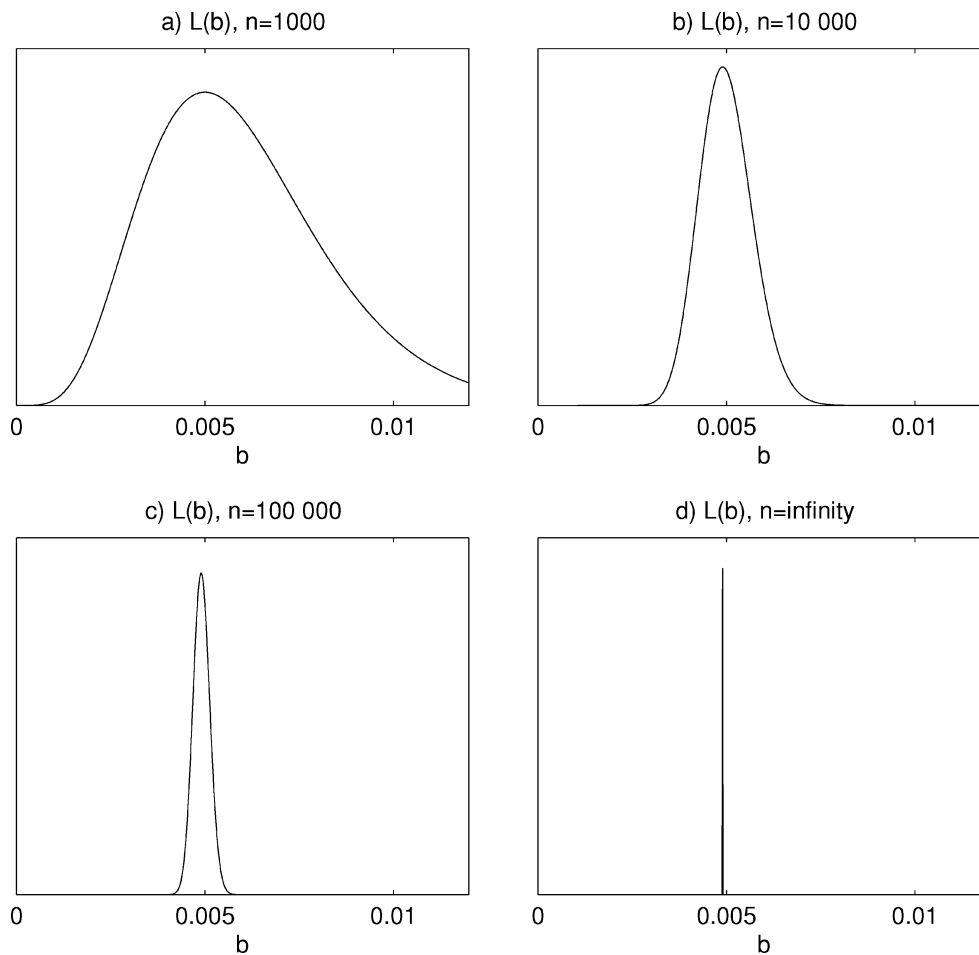 a) L(b), n=1000
0 0.005 0.01
b
b) L(b), n=10 000
0 0.005 0.01
b
c) L(b), n=100 000
0 0.005 0.01
b
d) L(b), n=infinity
0 0.005 0.01
b